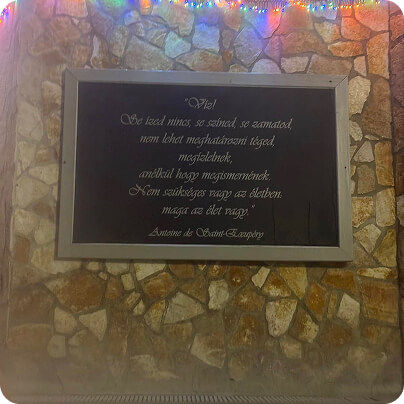 "Víz!
Se ízed nincs, se színed, se zamatod,
nem lehet meghatározni téged,
megízlelnek,
anélkül hogy megismernének.
Nem szükséges vagy az életben:
maga az élet vagy."
Antoine de Saint-Exupéry